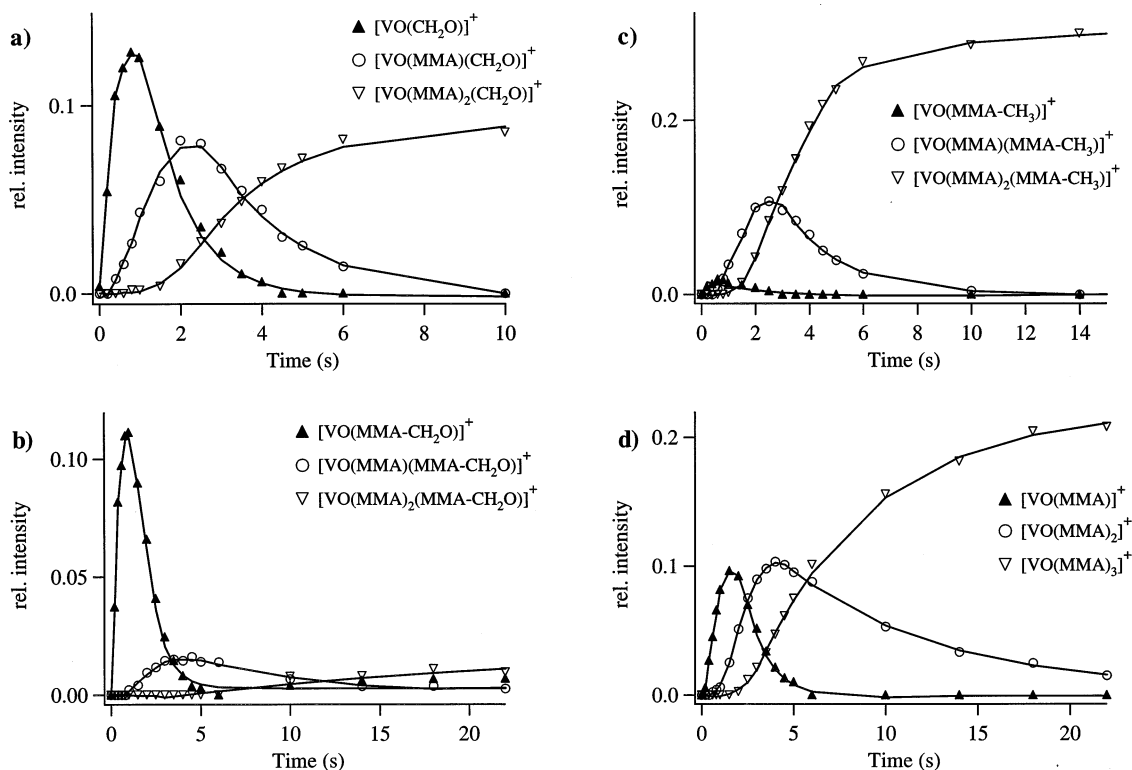 a)
[VO(CH₂O)]⁺
[VO(MMA)(CH₂O)]⁺
[VO(MMA)₂(CH₂O)]⁺
rel. intensity
0.1
0.0
0 2 4 6 8 10
Time (s)
c)
[VO(MMA-CH₃)]⁺
[VO(MMA)(MMA-CH₃)]⁺
[VO(MMA)₂(MMA-CH₃)]⁺
rel. intensity
0.2
0.0
0 2 4 6 8 10 12 14
Time (s)
b)
[VO(MMA-CH₂O)]⁺
[VO(MMA)(MMA-CH₂O)]⁺
[VO(MMA)₂(MMA-CH₂O)]⁺
rel. intensity
0.10
0.05
0.00
0 5 10 15 20
Time (s)
d)
[VO(MMA)]⁺
[VO(MMA)₂]⁺
[VO(MMA)₃]⁺
rel. intensity
0.2
0.1
0.0
0 5 10 15 20
Time (s)